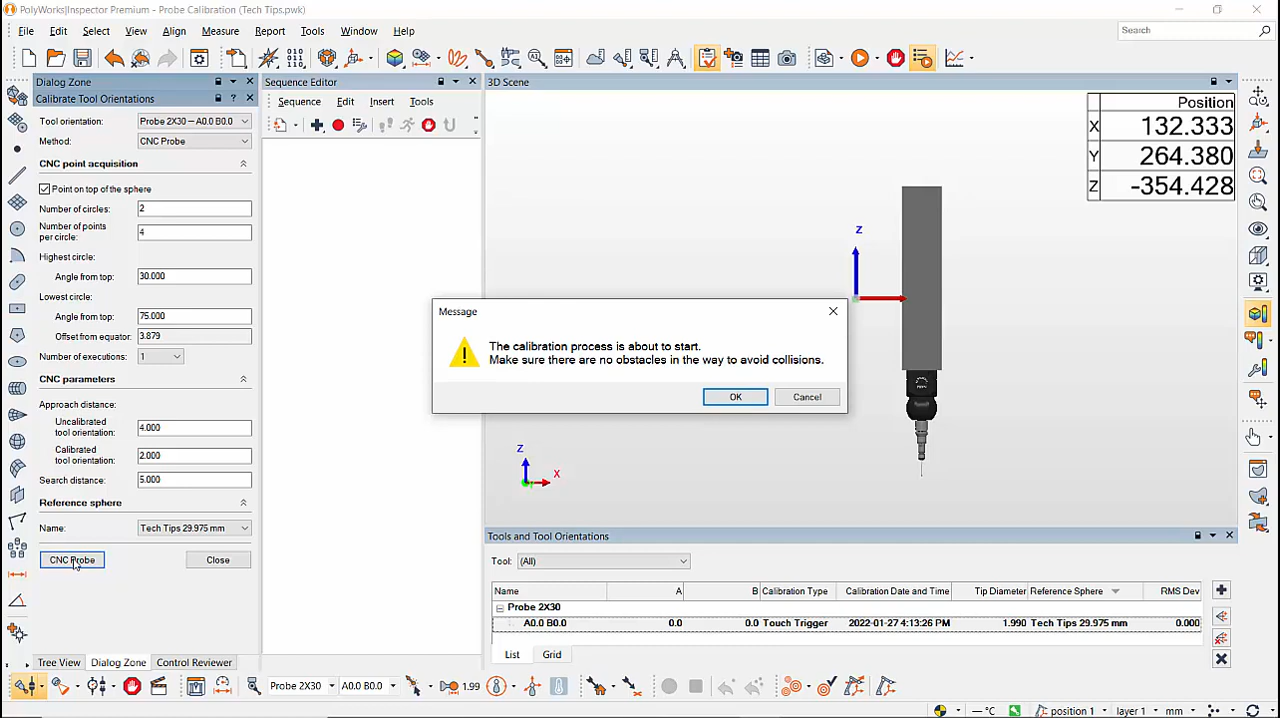 PolyWorks|Inspector Premium - Probe Calibration (Tech Tips.pwk)
File Edit Select View Align Measure Report Tools Window Help
Search
Dialog Zone
Calibrate Tool Orientations
Tool orientation: Probe 2X30 – A0.0 B0.0
Method: CNC Probe
CNC point acquisition
Point on top of the sphere
Number of circles: 2
Number of points
per circle: 4
Highest circle:
Angle from top: 30.000
Lowest circle:
Angle from top: 75.000
Offset from equator: 3.879
Number of executions: 1
CNC parameters
Approach distance:
Uncalibrated
tool orientation: 4.000
Calibrated
tool orientation: 2.000
Search distance: 5.000
Reference sphere
Name: Tech Tips 29.975 mm
CNC Probe Close
Tree View Dialog Zone Control Reviewer
Sequence Editor
Sequence Edit Insert Tools
3D Scene
Position
X 132.333
Y 264.380
Z -354.428
Z
Z
X
Message
The calibration process is about to start.
Make sure there are no obstacles in the way to avoid collisions.
OK Cancel
Tools and Tool Orientations
Tool: (All)
Name A B Calibration Type Calibration Date and Time Tip Diameter Reference Sphere RMS Dev
Probe 2X30
A0.0 B0.0 0.0 0.0 Touch Trigger 2022-01-27 4:13:26 PM 1.990 Tech Tips 29.975 mm 0.000
List Grid
Probe 2X30 A0.0 B0.0 1.99
— °C position 1 layer 1 mm